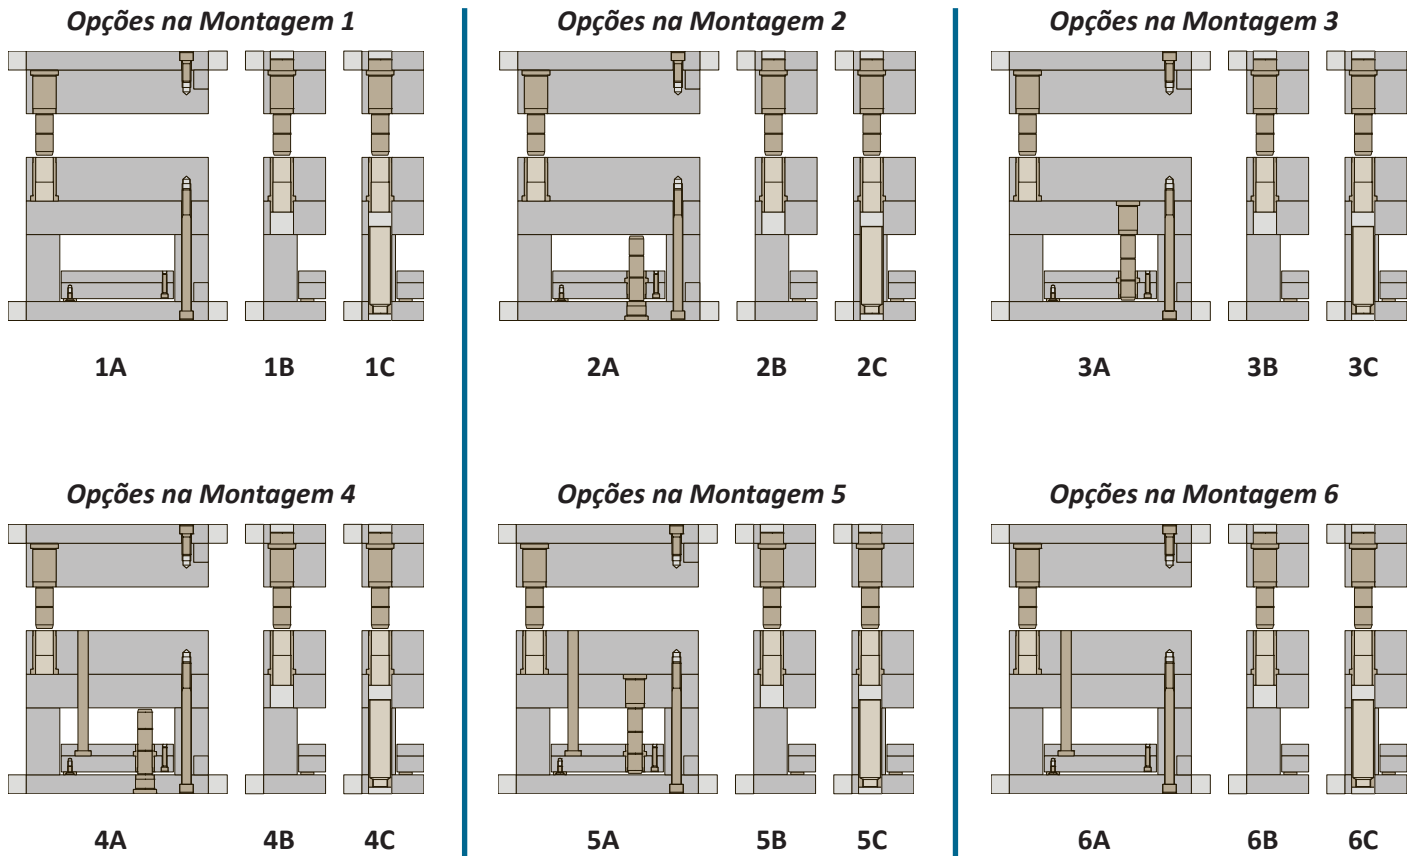 Opções na Montagem 1
Opções na Montagem 2
Opções na Montagem 3
1A 1B 1C
2A 2B 2C
3A 3B 3C
Opções na Montagem 4
Opções na Montagem 5
Opções na Montagem 6
4A 4B 4C
5A 5B 5C
6A 6B 6C